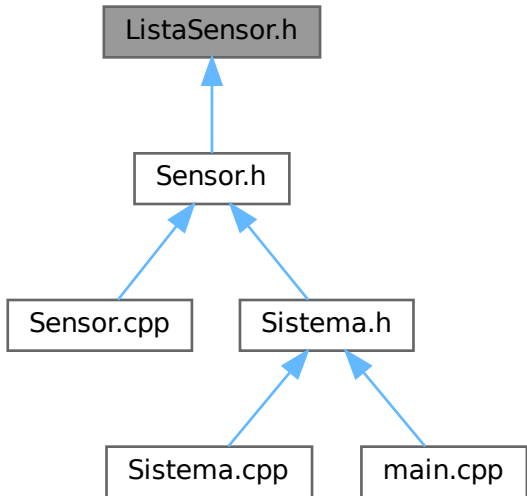 ListaSensor.h
Sensor.h
Sensor.cpp
Sistema.h
Sistema.cpp
main.cpp